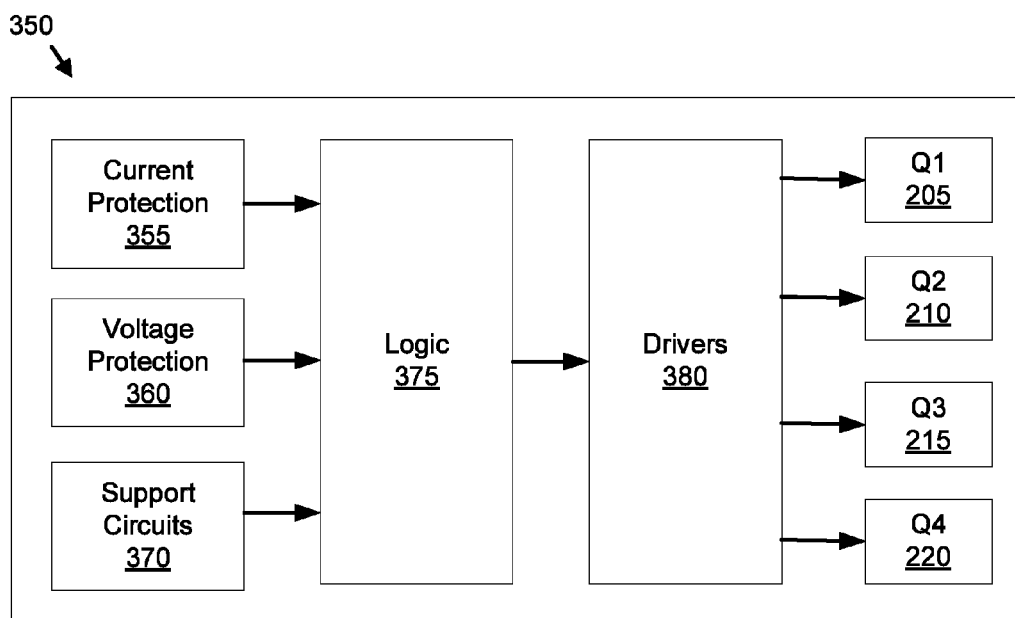 350
Current
Protection
355
Voltage
Protection
360
Support
Circuits
370
Logic
375
Drivers
380
Q1
205
Q2
210
Q3
215
Q4
220